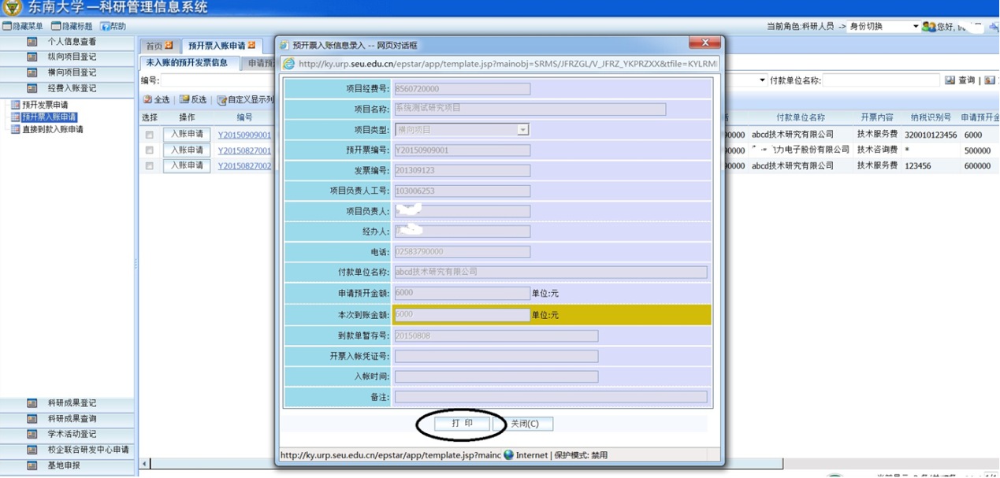 东南大学—科研管理信息系统
隐藏菜单 隐藏标题 帮助
当前角色:科研人员 -> 身份切换 您好,
个人信息查看
纵向项目登记
横向项目登记
经费入账登记
预开发票申请
预开票入账申请
直接到款入账申请
科研成果登记
科研成果查询
学术活动登记
校企联合研发中心申请
基地申报
首页 预开票入账申请
未入账的预开发票信息 申请预
编号: 付款单位名称: 查询
全选 反选 自定义显示列
选择 操作 编号 付款单位名称 开票内容 纳税识别号 申请预开金
入账申请 Y20150909001 0000 abcd技术研究有限公司 技术服务费 320010123456 6000
入账申请 Y20150827001 0000 力电子股份有限公司 技术咨询费 * 500000
入账申请 Y20150827002 0000 abcd技术研究有限公司 技术服务费 123456 600000
预开票入账信息录入 -- 网页对话框
http://ky.urp.seu.edu.cn/epstar/app/template.jsp?mainobj=SRMS/JFRZGL/V_JFRZ_YKPRZXX&tfile=KYLRM
项目经费号: 8560720000
项目名称: 系统测试研究项目
项目类型: 横向项目
预开票编号: Y20150909001
发票编号: 201309123
项目负责人工号: 103006253
项目负责人:
经办人:
电话: 02583790000
付款单位名称: abcd技术研究有限公司
申请预开金额: 6000 单位:元
本次到账金额: 6000 单位:元
到款单暂存号: 20150808
开票入帐凭证号:
入帐时间:
备注:
打 印 关闭(C)
http://ky.urp.seu.edu.cn/epstar/app/template.jsp?mainc Internet | 保护模式: 禁用